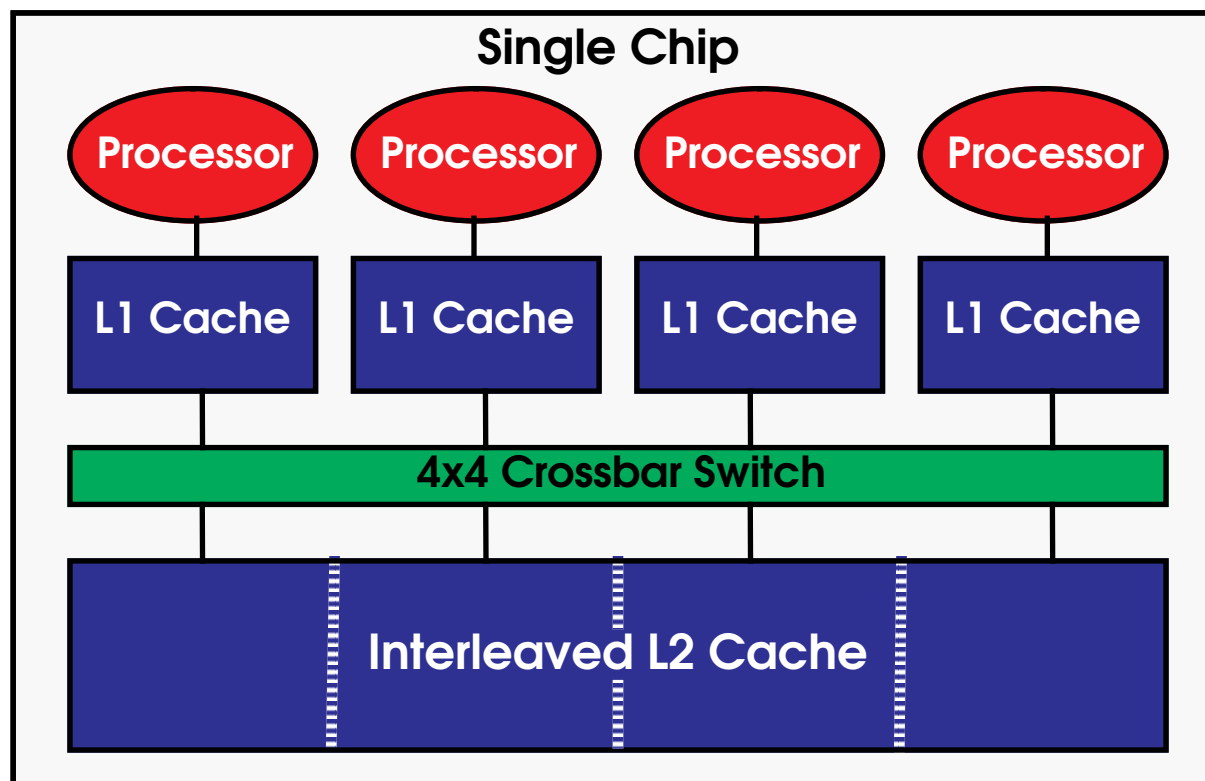 Single Chip
Processor
Processor
Processor
Processor
L1 Cache
L1 Cache
L1 Cache
L1 Cache
4x4 Crossbar Switch
Interleaved L2 Cache